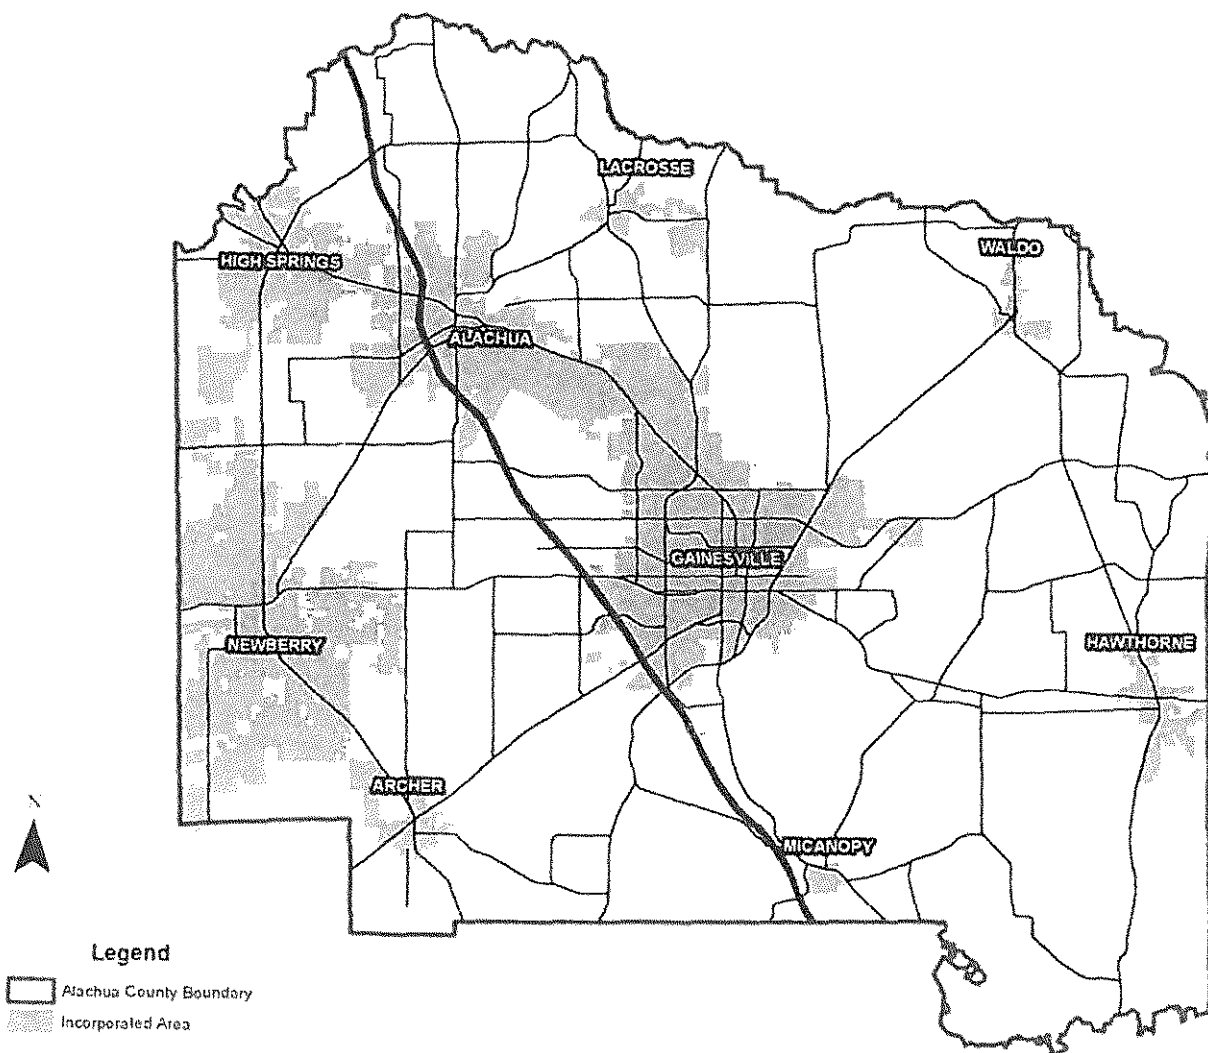 LACROSSE
WALDO
HIGH SPRINGS
ALACHUA
GAINESVILLE
NEWBERRY
HAWTHORNE
ARCHER
N
MICANOPY
Legend
Alachua County Boundary
Incorporated Area